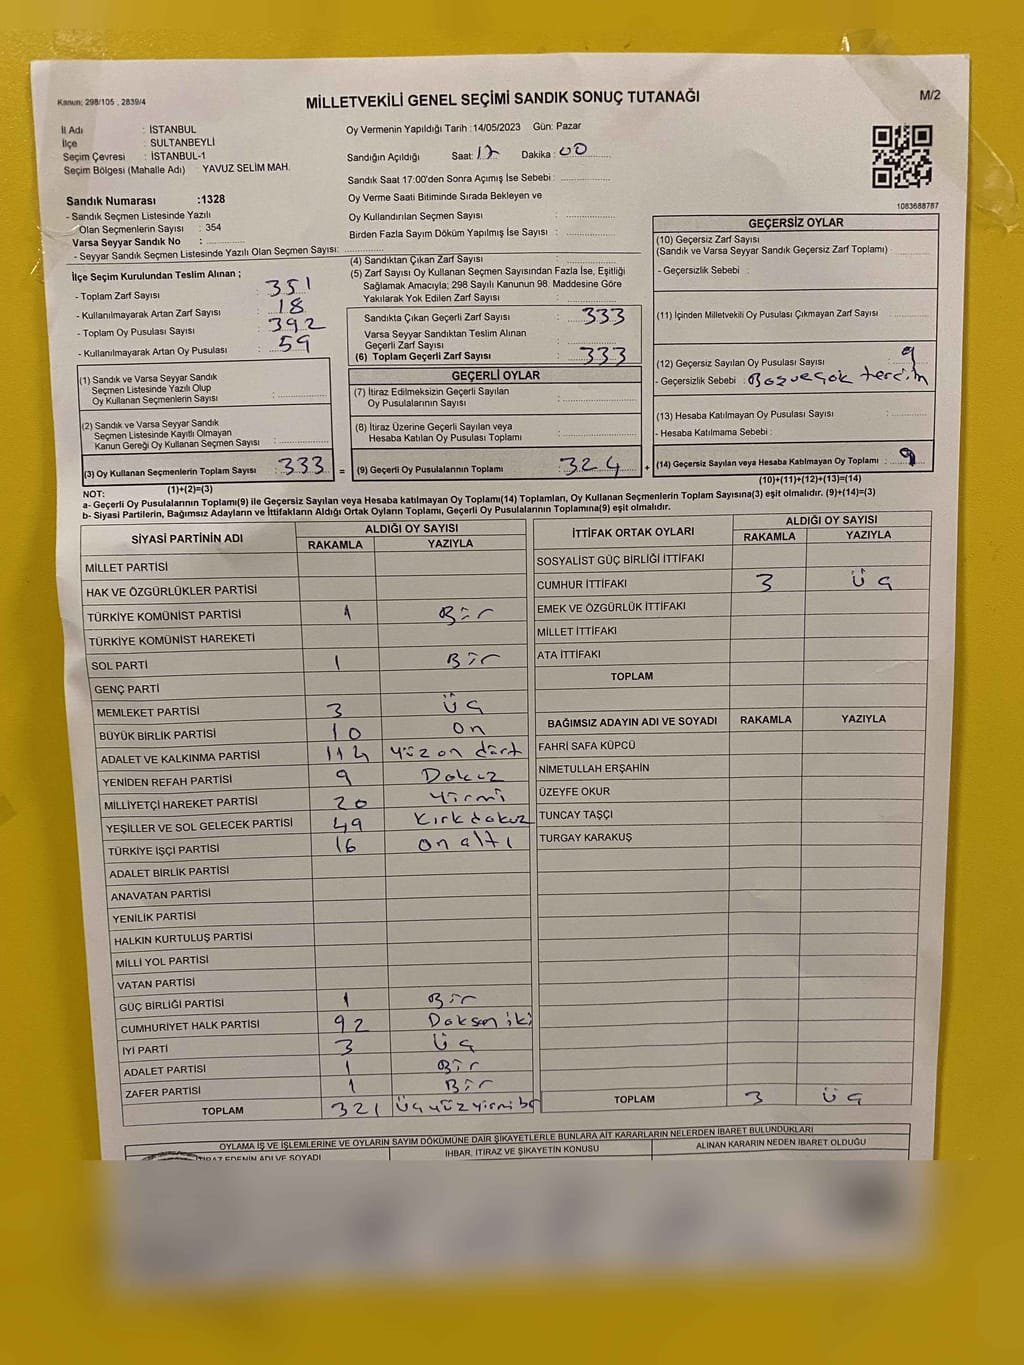 Kanun: 298/105 , 2839/4
MİLLETVEKİLİ GENEL SEÇİMİ SANDIK SONUÇ TUTANAĞI
M/2
İl Adı : İSTANBUL
İlçe : SULTANBEYLİ
Seçim Çevresi : İSTANBUL-1
Seçim Bölgesi (Mahalle Adı) YAVUZ SELİM MAH.
Oy Vermenin Yapıldığı Tarih :14/05/2023 Gün: Pazar
Sandığın Açıldığı Saat: 17 Dakika : 00
Sandık Saat 17:00'den Sonra Açımış İse Sebebi :
Sandık Numarası :1328
- Sandık Seçmen Listesinde Yazılı
Olan Seçmenlerin Sayısı : 354
Varsa Seyyar Sandık No :
- Seyyar Sandık Seçmen Listesinde Yazılı Olan Seçmen Sayısı:
Oy Verme Saati Bitiminde Sırada Bekleyen ve
Oy Kullandırılan Seçmen Sayısı :
Birden Fazla Sayım Döküm Yapılmış İse Sayısı :
1083688787
İlçe Seçim Kurulundan Teslim Alınan ;
- Toplam Zarf Sayısı : 351
- Kullanılmayarak Artan Zarf Sayısı : 18
- Toplam Oy Pusulası Sayısı : 392
- Kullanılmayarak Artan Oy Pusulası : 59
(4) Sandıktan Çıkan Zarf Sayısı :
(5) Zarf Sayısı Oy Kullanan Seçmen Sayısından Fazla İse, Eşitliği
Sağlamak Amacıyla; 298 Sayılı Kanunun 98. Maddesine Göre
Yakılarak Yok Edilen Zarf Sayısı :
Sandıkta Çıkan Geçerli Zarf Sayısı : 333
Varsa Seyyar Sandıktan Teslim Alınan
Geçerli Zarf Sayısı :
(6) Toplam Geçerli Zarf Sayısı : 333
GEÇERSİZ OYLAR
(10) Geçersiz Zarf Sayısı
(Sandık ve Varsa Seyyar Sandık Geçersiz Zarf Toplamı) :
- Geçersizlik Sebebi :
(11) İçinden Milletvekili Oy Pusulası Çıkmayan Zarf Sayısı :
(12) Geçersiz Sayılan Oy Pusulası Sayısı : 9
- Geçersizlik Sebebi :
(13) Hesaba Katılmayan Oy Pusulası Sayısı :
- Hesaba Katılmama Sebebi :
(14) Geçersiz Sayılan veya Hesaba Katılmayan Oy Toplamı : 9
(10)+(11)+(12)+(13)=(14)
(1) Sandık ve Varsa Seyyar Sandık
Seçmen Listesinde Yazılı Olup
Oy Kullanan Seçmenlerin Sayısı :
(2) Sandık ve Varsa Seyyar Sandık
Seçmen Listesinde Kayıtlı Olmayan
Kanun Gereği Oy Kullanan Seçmen Sayısı :
(3) Oy Kullanan Seçmenlerin Toplam Sayısı : 333 =
(1)+(2)=(3)
GEÇERLİ OYLAR
(7) İtiraz Edilmeksizin Geçerli Sayılan
Oy Pusulalarının Sayısı :
(8) İtiraz Üzerine Geçerli Sayılan veya
Hesaba Katılan Oy Pusulası Toplamı :
(9) Geçerli Oy Pusulalarının Toplamı : 324 +
NOT:
a- Geçerli Oy Pusulalarının Toplamı(9) ile Geçersiz Sayılan veya Hesaba katılmayan Oy Toplamı(14) Toplamları, Oy Kullanan Seçmenlerin Toplam Sayısına(3) eşit olmalıdır. (9)+(14)=(3)
b- Siyasi Partilerin, Bağımsız Adayların ve İttifakların Aldığı Ortak Oyların Toplamı, Geçerli Oy Pusulalarının Toplamına(9) eşit olmalıdır.
SİYASİ PARTİNİN ADI ALDIĞI OY SAYISI
RAKAMLA YAZIYLA
MİLLET PARTİSİ
HAK VE ÖZGÜRLÜKLER PARTİSİ
TÜRKİYE KOMÜNİST PARTİSİ 1 Bir
TÜRKİYE KOMÜNİST HAREKETİ
SOL PARTİ 1 Bir
GENÇ PARTİ
MEMLEKET PARTİSİ 3 üç
BÜYÜK BİRLİK PARTİSİ 10 on
ADALET VE KALKINMA PARTİSİ 114 yüz on dört
YENİDEN REFAH PARTİSİ 9 Dokuz
MİLLİYETÇİ HAREKET PARTİSİ 20 Yirmi
YEŞİLLER VE SOL GELECEK PARTİSİ 49 Kırk dokuz
TÜRKİYE İŞÇİ PARTİSİ 16 on altı
ADALET BİRLİK PARTİSİ
ANAVATAN PARTİSİ
YENİLİK PARTİSİ
HALKIN KURTULUŞ PARTİSİ
MİLLİ YOL PARTİSİ
VATAN PARTİSİ
GÜÇ BİRLİĞİ PARTİSİ 1 Bir
CUMHURİYET HALK PARTİSİ 92 Doksan iki
İYİ PARTİ 3 üç
ADALET PARTİSİ 1 Bir
ZAFER PARTİSİ 1 Bir
TOPLAM 321 üçyüzyirmibr
İTTİFAK ORTAK OYLARI ALDIĞI OY SAYISI
RAKAMLA YAZIYLA
SOSYALİST GÜÇ BİRLİĞİ İTTİFAKI
CUMHUR İTTİFAKI 3 üç
EMEK VE ÖZGÜRLÜK İTTİFAKI
MİLLET İTTİFAKI
ATA İTTİFAKI
TOPLAM
BAĞIMSIZ ADAYIN ADI VE SOYADI RAKAMLA YAZIYLA
FAHRİ SAFA KÜPCÜ
NİMETULLAH ERŞAHİN
ÜZEYFE OKUR
TUNCAY TAŞÇI
TURGAY KARAKUŞ
TOPLAM 3 üç
OYLAMA İŞ VE İŞLEMLERİNE VE OYLARIN SAYIM DÖKÜMÜNE DAİR ŞİKAYETLERLE BUNLARA AİT KARARLARIN NELERDEN İBARET BULUNDUKLARI
İTİRAZ EDENİN ADI VE SOYADI İHBAR, İTİRAZ VE ŞİKAYETİN KONUSU ALINAN KARARIN NEDEN İBARET OLDUĞU